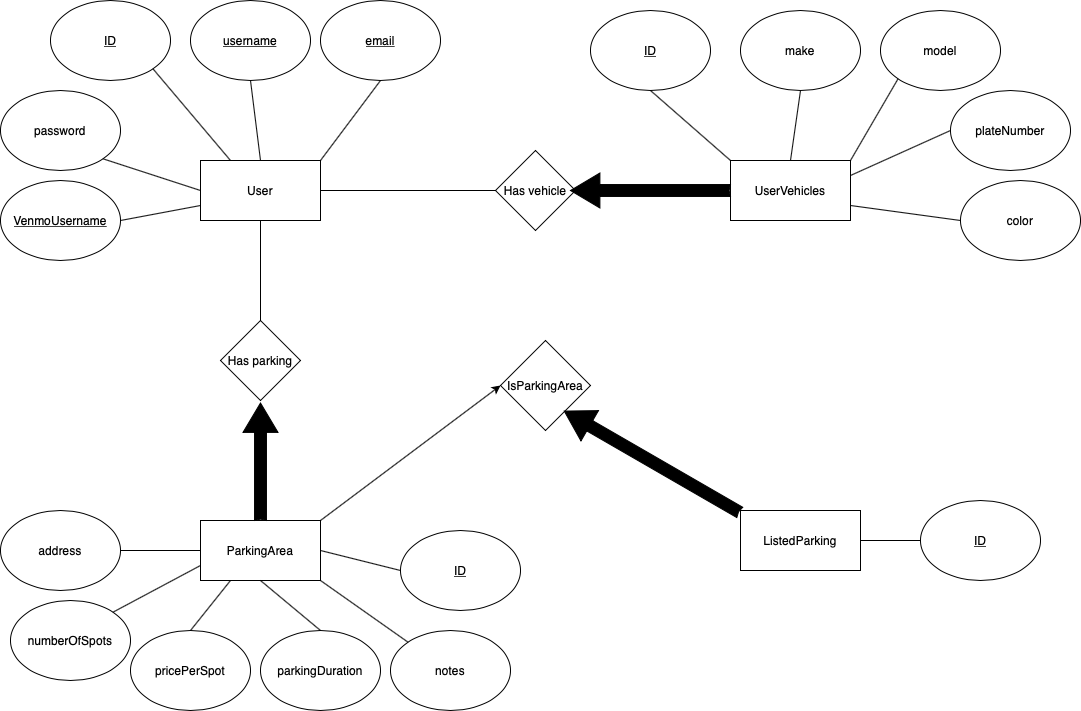 ID
username
email
ID
make
model
password
plateNumber
User
Has vehicle
UserVehicles
VenmoUsername
color
Has parking
IsParkingArea
address
ParkingArea
ID
ListedParking
ID
numberOfSpots
pricePerSpot
parkingDuration
notes